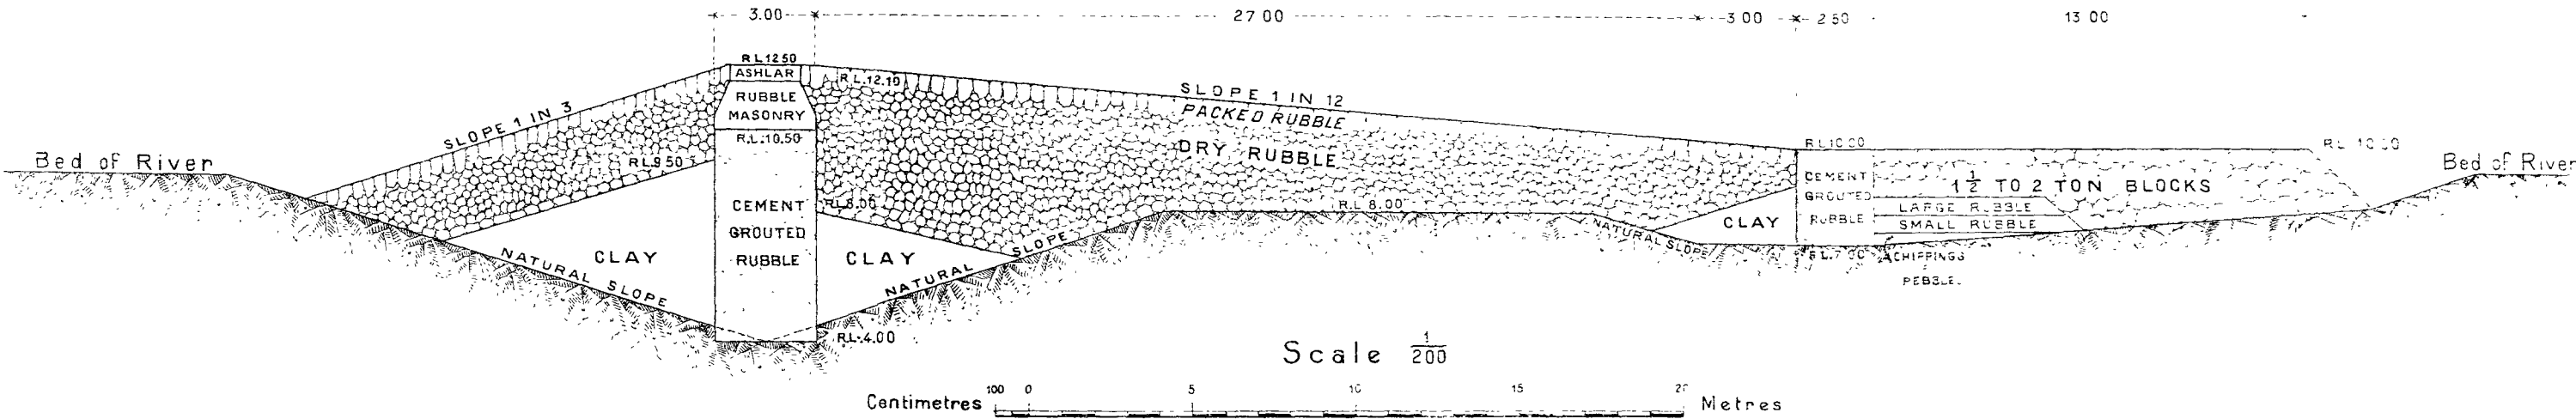 3.00 27 00 3 00 2 50 13 00
R L 12 50
ASHLAR
R.L.12.10
RUBBLE
MASONRY
R.L.10.50
SLOPE 1 IN 3
SLOPE 1 IN 12
PACKED RUBBLE
DRY RUBBLE
Bed of River
R.L.9 50
R.L.8.00
R.L 8.00
CEMENT
GROUTED
RUBBLE
CLAY
CLAY
NATURAL SLOPE
NATURAL SLOPE
R.L.4.00
NATURAL SLOPE
CLAY
R L 10.00
CEMENT
GROUTED
RUBBLE
R L 7 00
1 1/2 TO 2 TON BLOCKS
LARGE RUBBLE
SMALL RUBBLE
CHIPPINGS
PEBBLE
R L 10 00
Bed of River
Scale 1/200
100 0 5 10 15 20
Centimetres Metres